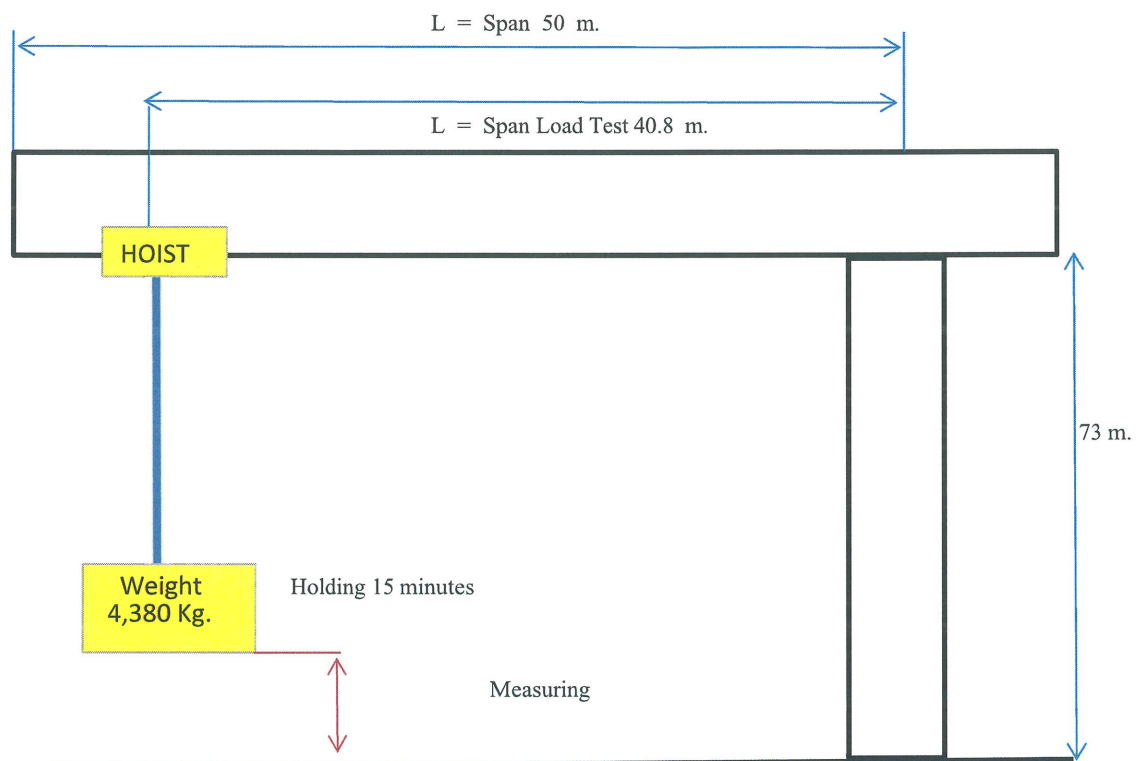 L = Span 50 m.
L = Span Load Test 40.8 m.
HOIST
73 m.
Weight
4,380 Kg.
Holding 15 minutes
Measuring